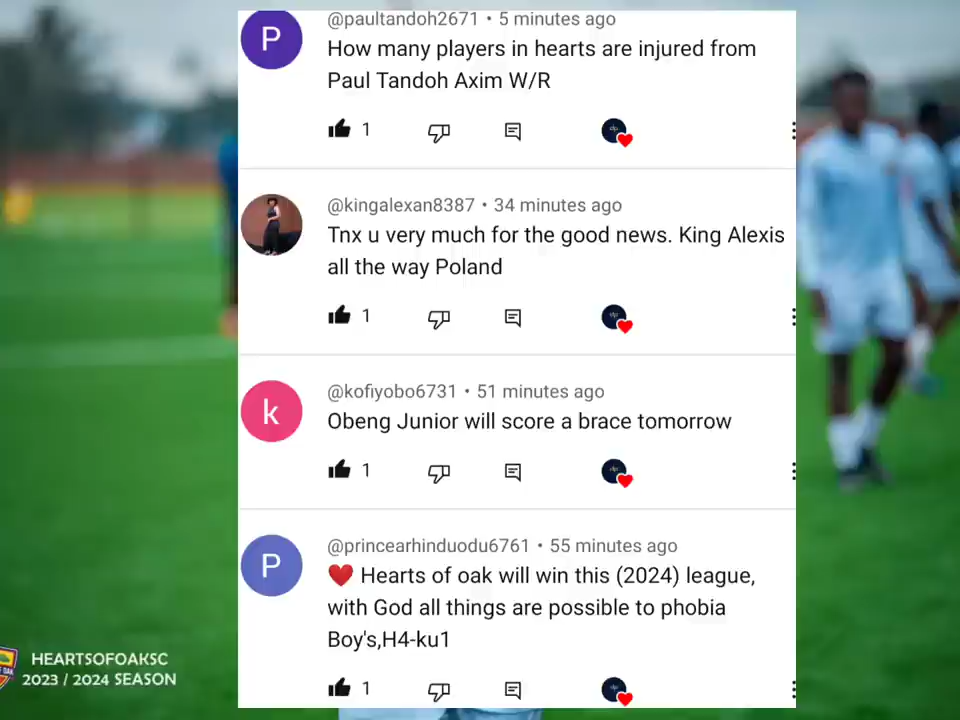 @paultandoh2671 • 5 minutes ago
How many players in hearts are injured from
Paul Tandoh Axim W/R
1
@kingalexan8387 • 34 minutes ago
Tnx u very much for the good news. King Alexis
all the way Poland
1
@kofiyobo6731 • 51 minutes ago
Obeng Junior will score a brace tomorrow
1
@princearhinduodu6761 • 55 minutes ago
❤️ Hearts of oak will win this (2024) league,
with God all things are possible to phobia
Boy's,H4-ku1
1
HEARTSOFOAKSC
2023 / 2024 SEASON
P
k
P